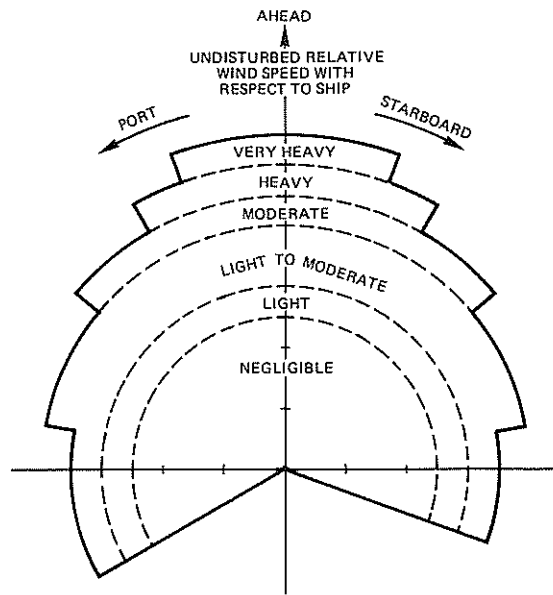 AHEAD
UNDISTURBED RELATIVE
WIND SPEED WITH
RESPECT TO SHIP
PORT
STARBOARD
VERY HEAVY
HEAVY
MODERATE
LIGHT TO MODERATE
LIGHT
NEGLIGIBLE